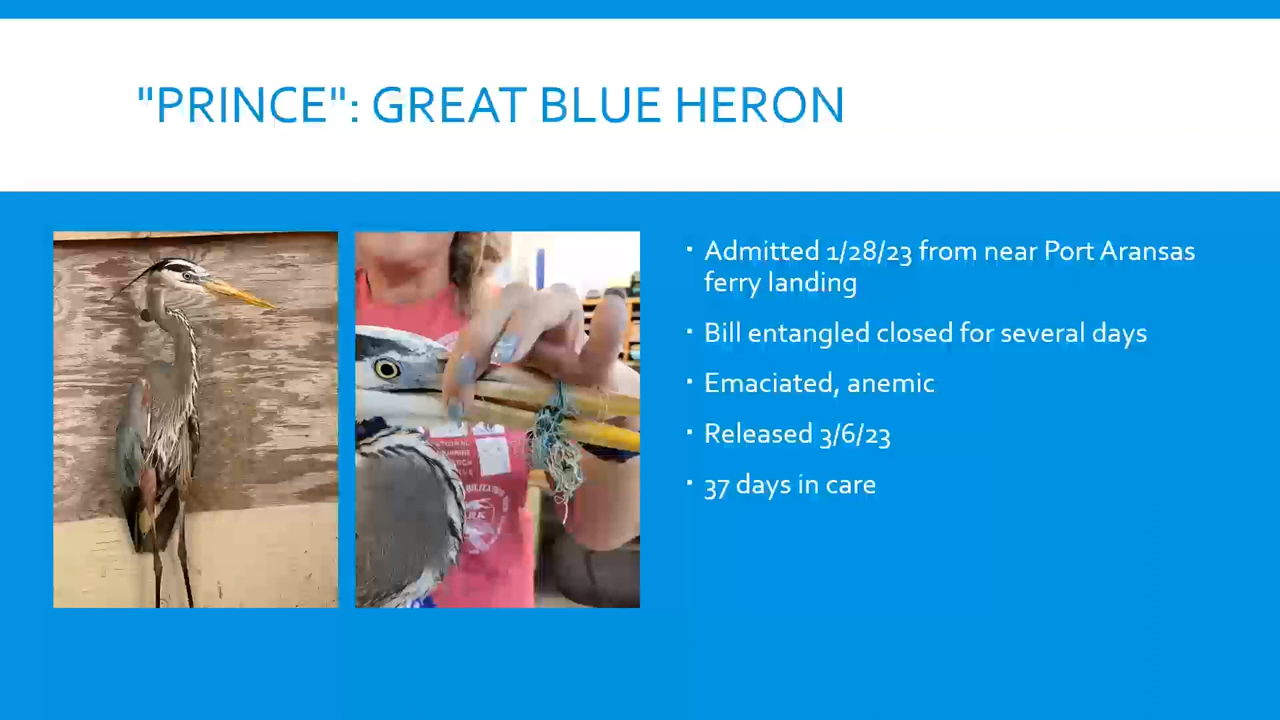 "PRINCE": GREAT BLUE HERON
▪ Admitted 1/28/23 from near Port Aransas
ferry landing
▪ Bill entangled closed for several days
▪ Emaciated, anemic
▪ Released 3/6/23
▪ 37 days in care